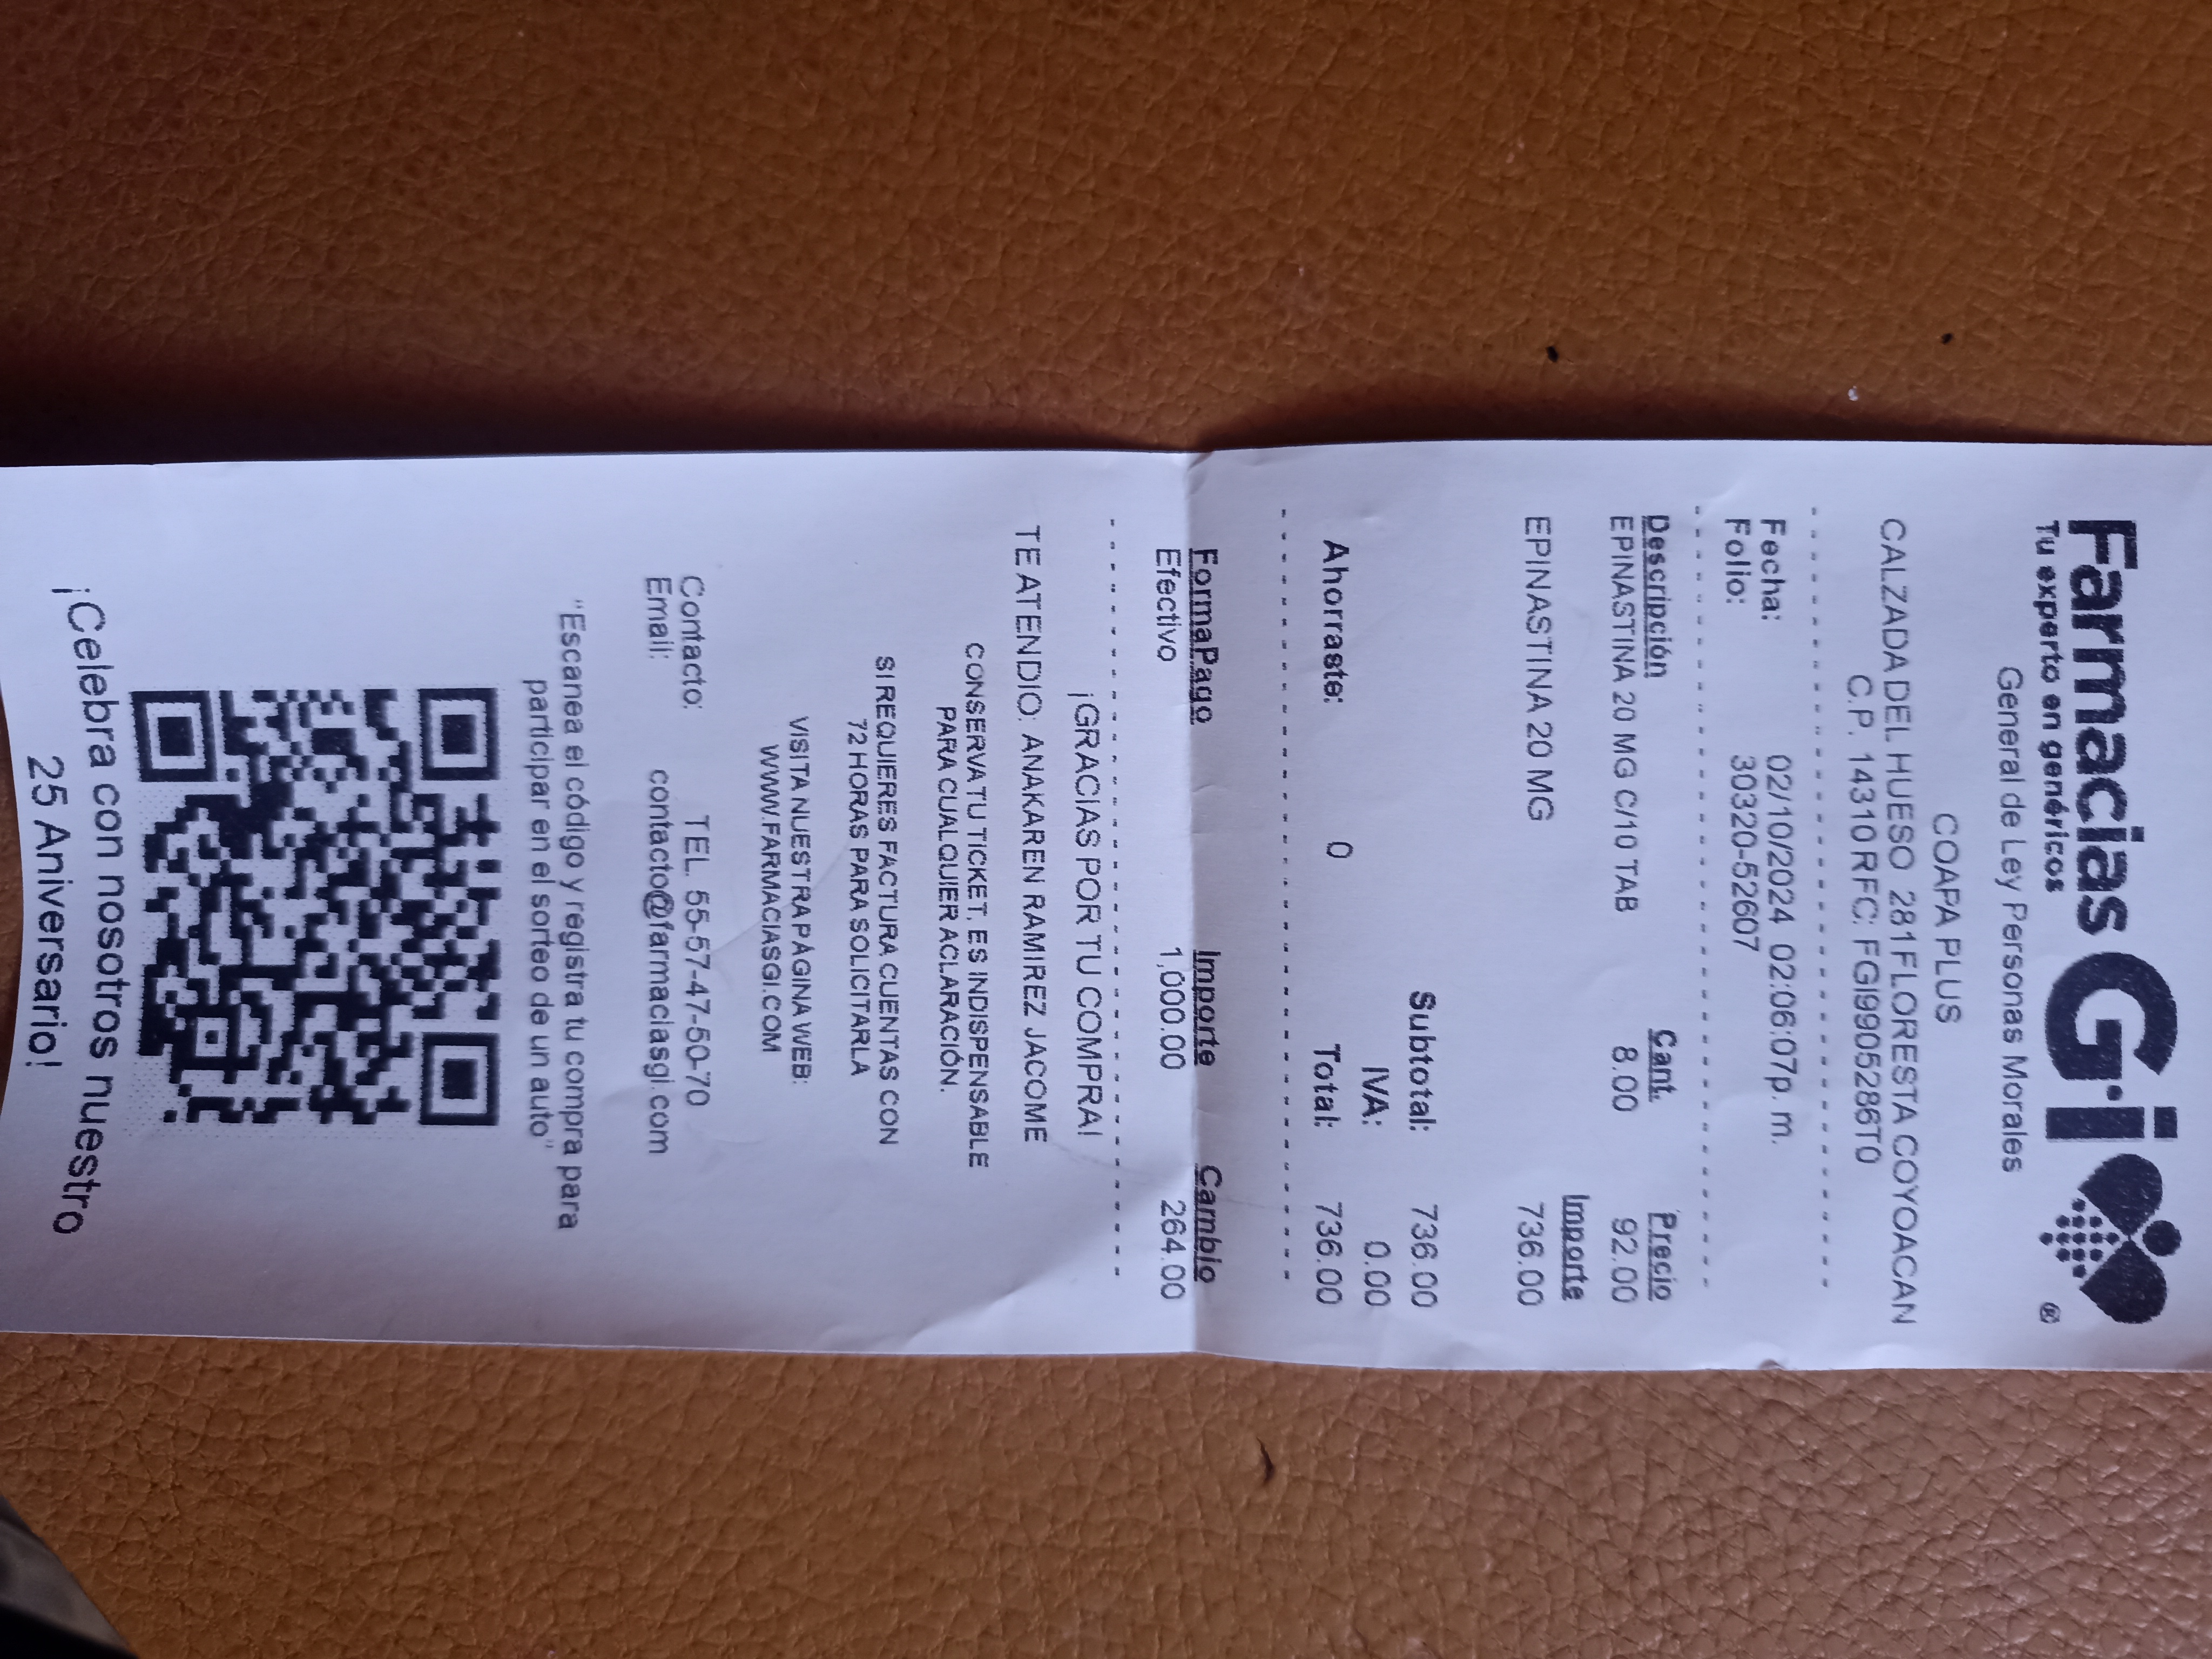 Farmacias Gi ®
Tu experto en genéricos
General de Ley Personas Morales
COAPA PLUS
CALZADA DEL HUESO 281 FLORESTA COYOACAN
C.P. 14310 RFC: FGI9905286T0
Fecha: 02/10/2024 02:06:07p. m.
Folio: 30320-52607
Descripción Cant. Precio
EPINASTINA 20 MG C/10 TAB 8.00 92.00
Importe
EPINASTINA 20 MG 736.00
Subtotal: 736.00
IVA: 0.00
Ahorraste: 0 Total: 736.00
FormaPago Importe Cambio
Efectivo 1,000.00 264.00
¡GRACIAS POR TU COMPRA!
TE ATENDIO: ANAKAREN RAMIREZ JACOME
CONSERVA TU TICKET, ES INDISPENSABLE
PARA CUALQUIER ACLARACIÓN.
SI REQUIERES FACTURA CUENTAS CON
72 HORAS PARA SOLICITARLA
VISITA NUESTRA PÁGINA WEB:
WWW.FARMACIASGI.COM
Contacto: TEL. 55-57-47-50-70
Email: contacto@farmaciasgi.com
"Escanea el código y registra tu compra para
participar en el sorteo de un auto"
¡Celebra con nosotros nuestro
25 Aniversario!